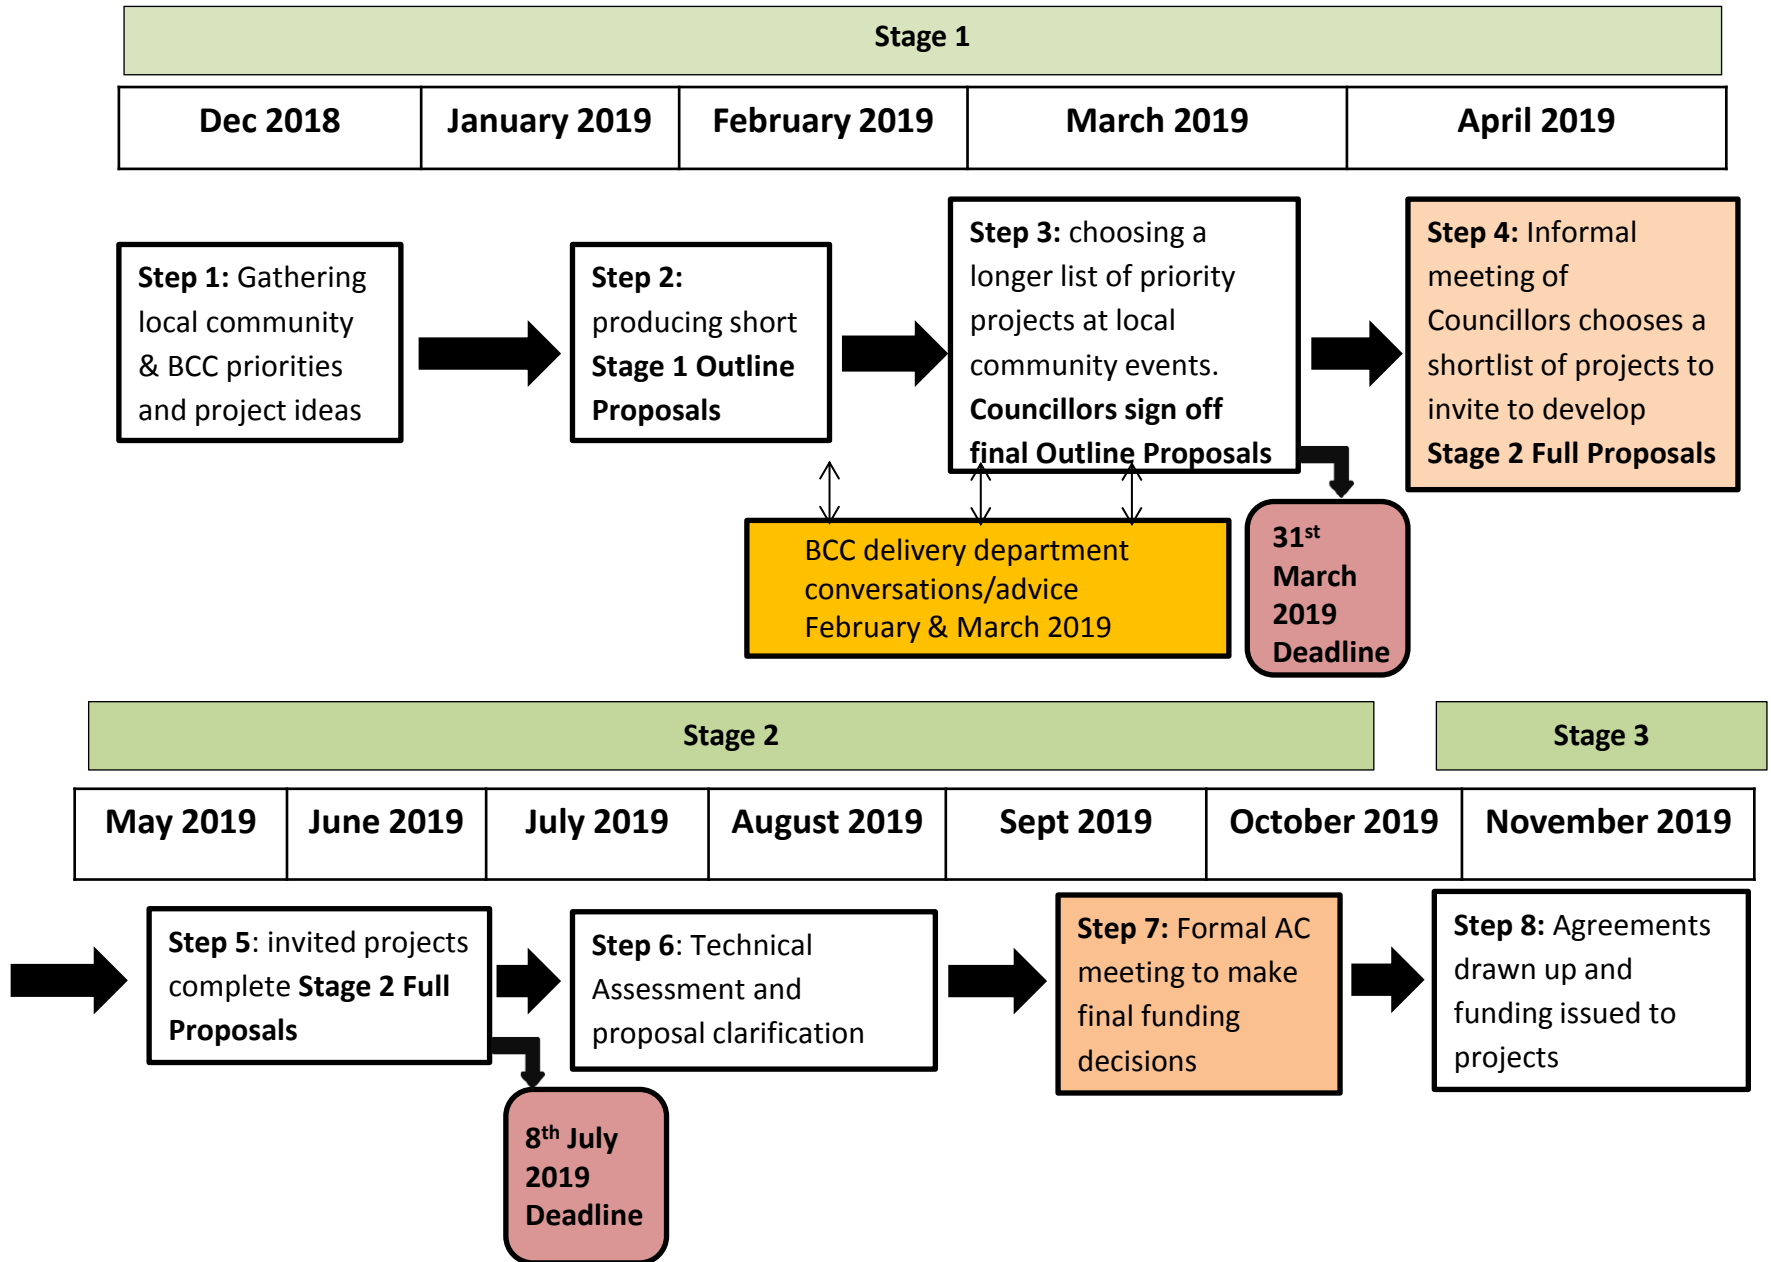 Stage 1
Dec 2018
January 2019
February 2019
March 2019
April 2019
Step 1: Gathering
local community
& BCC priorities
and project ideas
Step 2:
producing short
Stage 1 Outline
Proposals
Step 3: choosing a
longer list of priority
projects at local
community events.
Councillors sign off
final Outline Proposals
Step 4: Informal
meeting of
Councillors chooses a
shortlist of projects to
invite to develop
Stage 2 Full Proposals
BCC delivery department
conversations/advice
February & March 2019
31st
March
2019
Deadline
Stage 2
Stage 3
May 2019
June 2019
July 2019
August 2019
Sept 2019
October 2019
November 2019
Step 5: invited projects
complete Stage 2 Full
Proposals
Step 6: Technical
Assessment and
proposal clarification
Step 7: Formal AC
meeting to make
final funding
decisions
Step 8: Agreements
drawn up and
funding issued to
projects
8th July
2019
Deadline